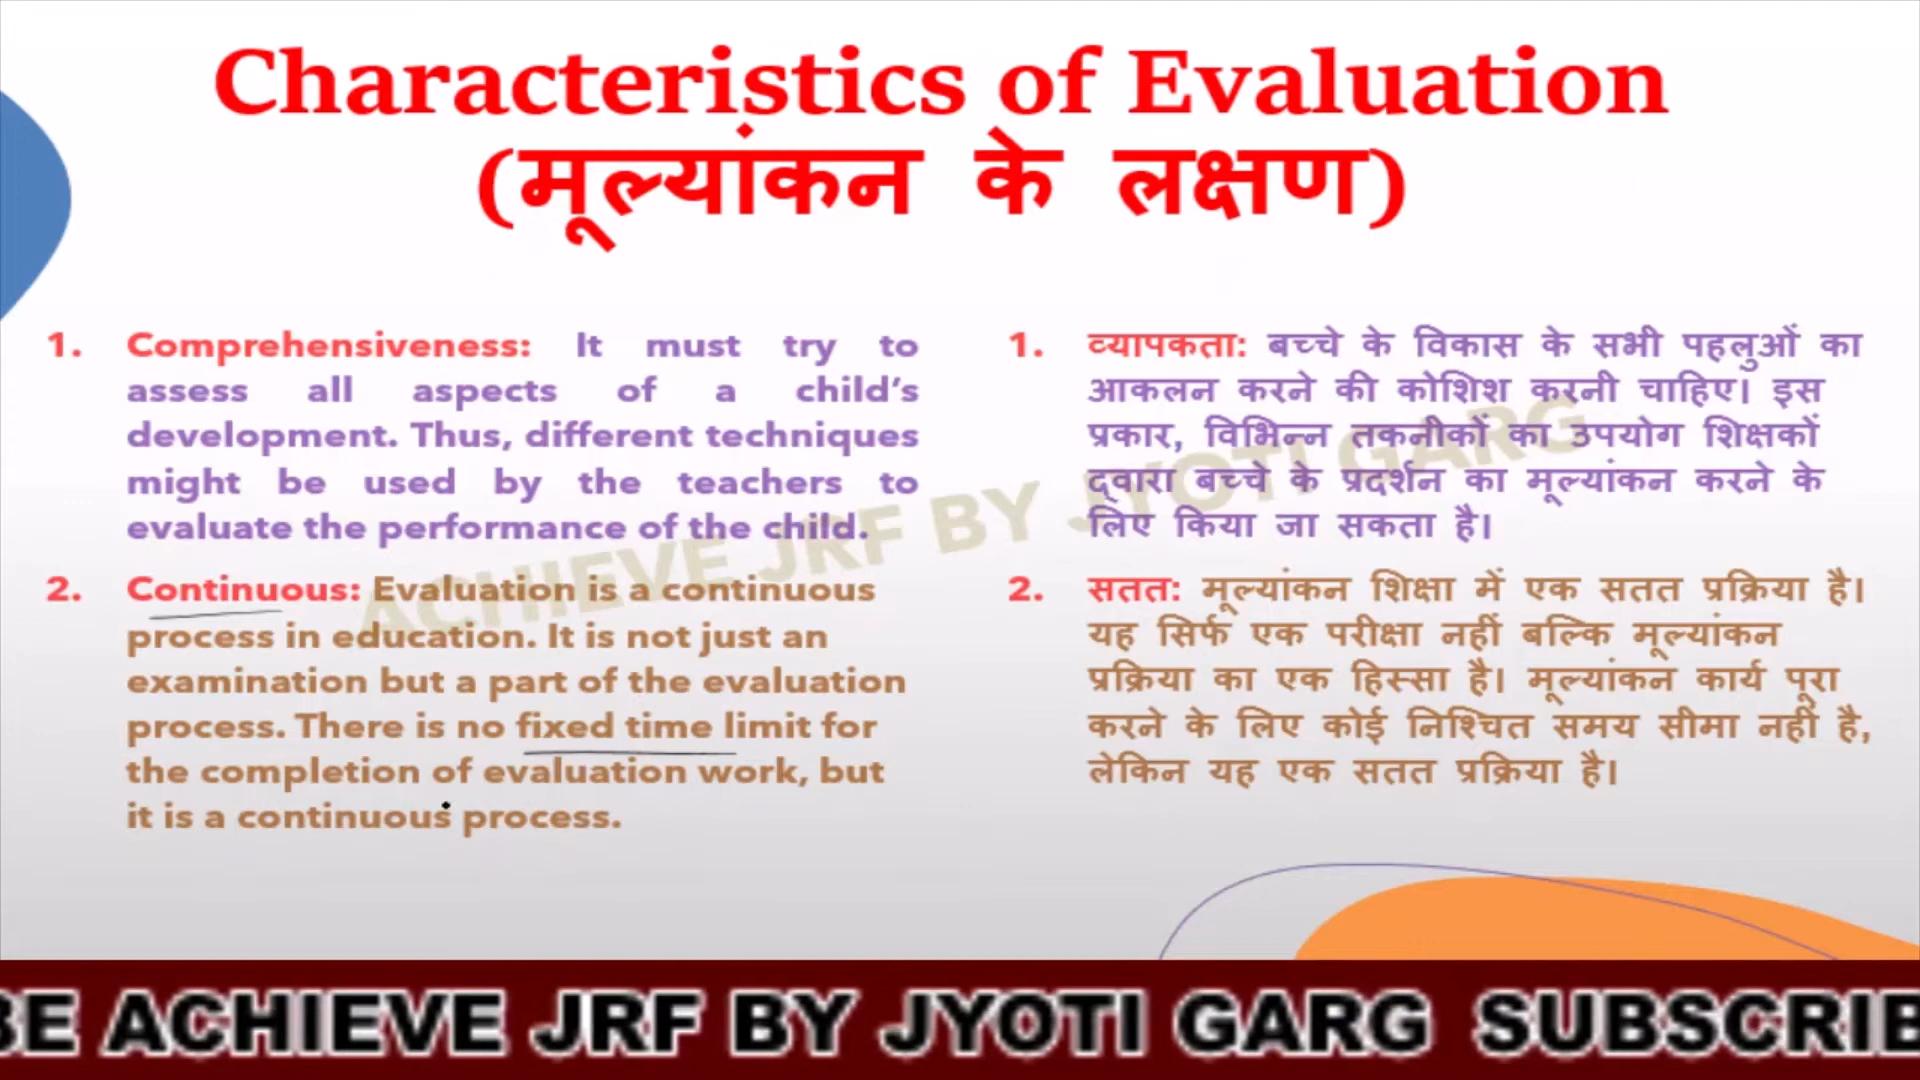 Characteristics of Evaluation
(मूल्यांकन के लक्षण)
1. Comprehensiveness: It must try to
assess all aspects of a child's
development. Thus, different techniques
might be used by the teachers to
evaluate the performance of the child.
2. Continuous: Evaluation is a continuous
process in education. It is not just an
examination but a part of the evaluation
process. There is no fixed time limit for
the completion of evaluation work, but
it is a continuous process.
1. व्यापकता: बच्चे के विकास के सभी पहलुओं का
आकलन करने की कोशिश करनी चाहिए। इस
प्रकार, विभिन्न तकनीकों का उपयोग शिक्षकों
द्वारा बच्चे के प्रदर्शन का मूल्यांकन करने के
लिए किया जा सकता है।
2. सतत: मूल्यांकन शिक्षा में एक सतत प्रक्रिया है।
यह सिर्फ एक परीक्षा नहीं बल्कि मूल्यांकन
प्रक्रिया का एक हिस्सा है। मूल्यांकन कार्य पूरा
करने के लिए कोई निश्चित समय सीमा नहीं है,
लेकिन यह एक सतत प्रक्रिया है।
ACHIEVE JRF BY JYOTI GARG
BE ACHIEVE JRF BY JYOTI GARG SUBSCRIB